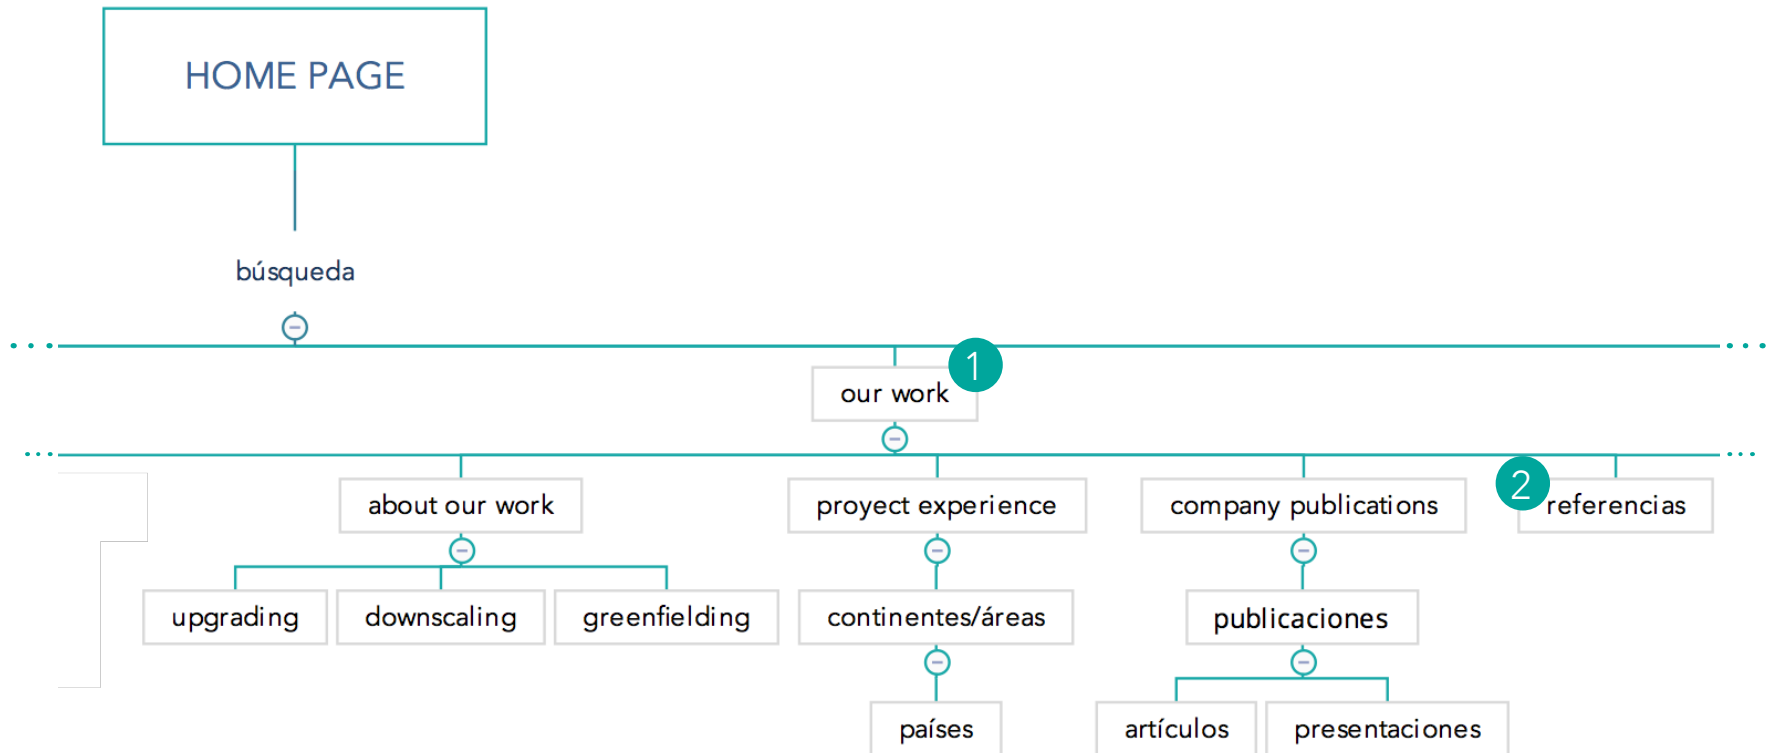 HOME PAGE
búsqueda
1
our work
2
about our work
proyect experience
company publications
referencias
upgrading
downscaling
greenfielding
continentes/áreas
publicaciones
países
artículos
presentaciones